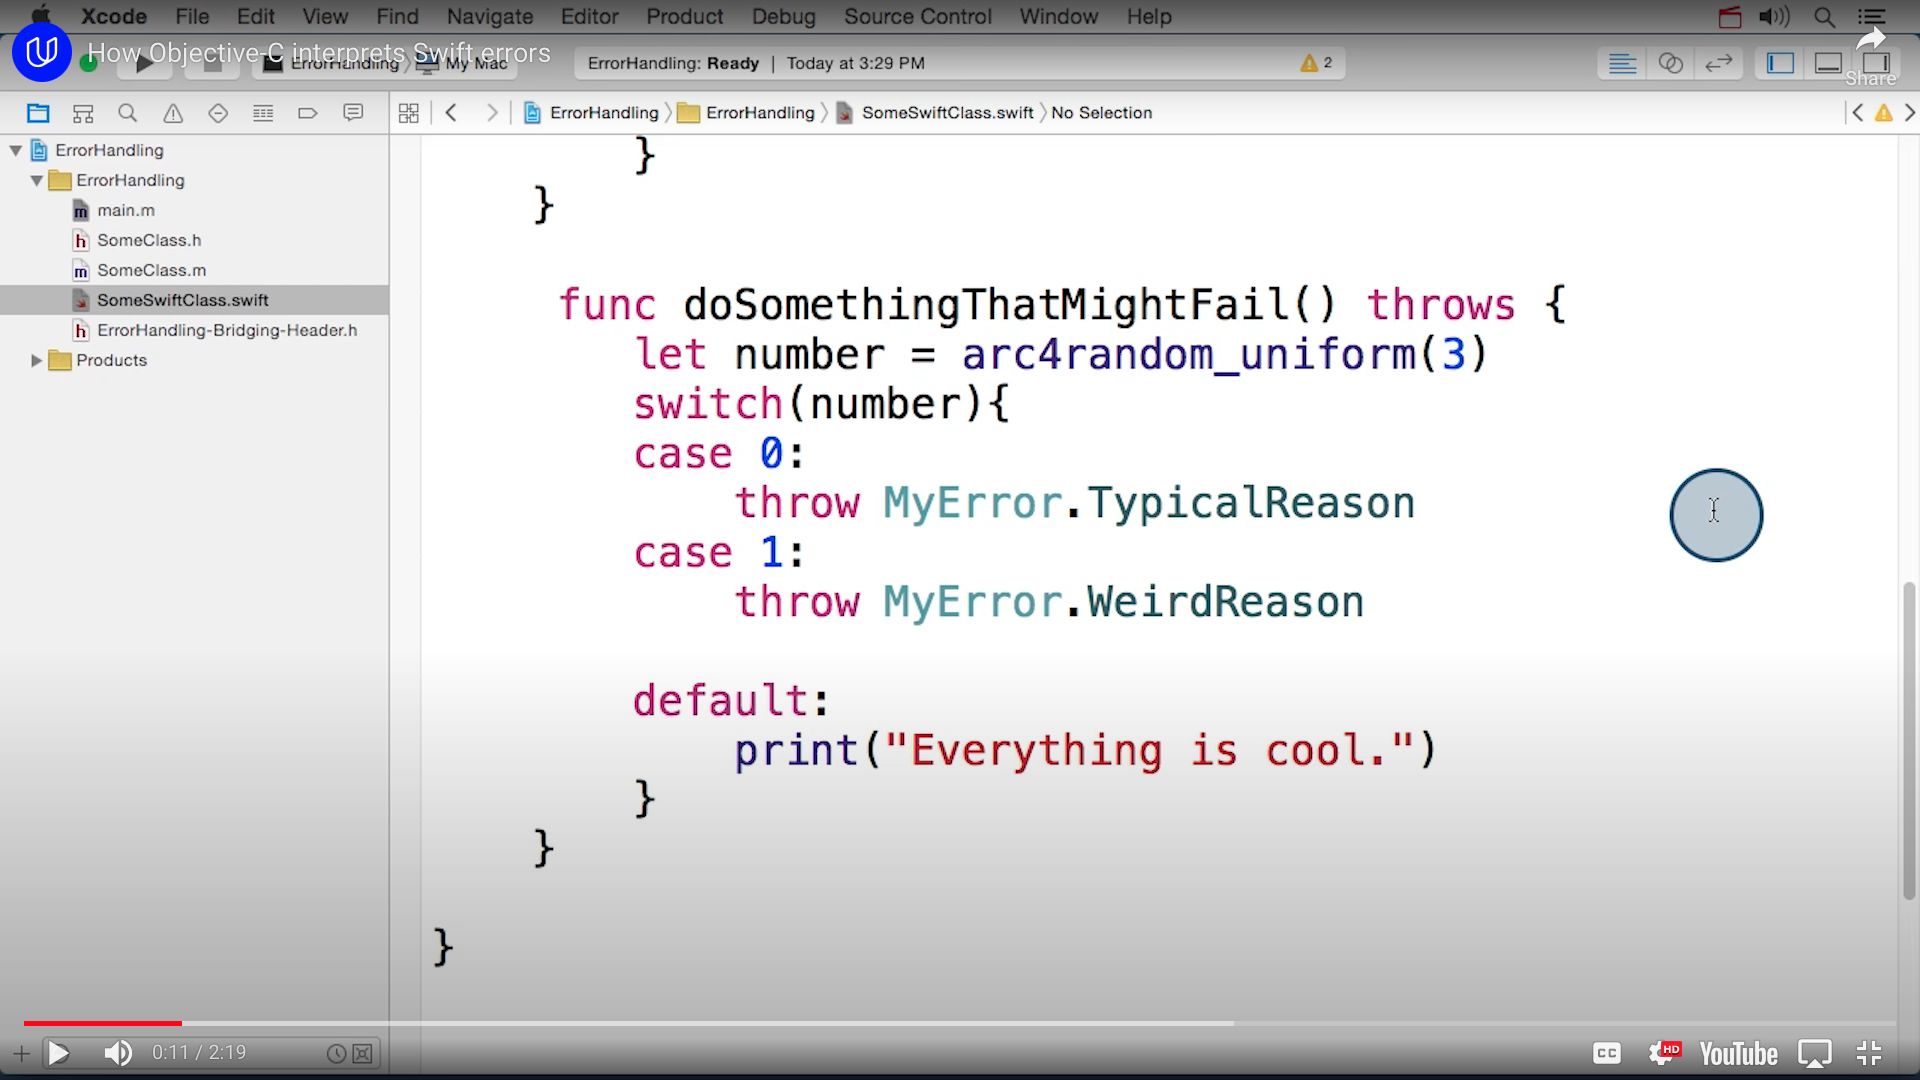 Xcode File Edit View Find Navigate Editor Product Debug Source Control Window Help
How Objective-C interprets Swift errors
ErrorHandling My Mac
ErrorHandling: Ready | Today at 3:29 PM
2
Share
ErrorHandling ErrorHandling SomeSwiftClass.swift No Selection
ErrorHandling
ErrorHandling
m main.m
h SomeClass.h
m SomeClass.m
SomeSwiftClass.swift
h ErrorHandling-Bridging-Header.h
Products
}
}
func doSomethingThatMightFail() throws {
let number = arc4random_uniform(3)
switch(number){
case 0:
throw MyError.TypicalReason
case 1:
throw MyError.WeirdReason
default:
print("Everything is cool.")
}
}
}
0:11 / 2:19
CC HD YouTube